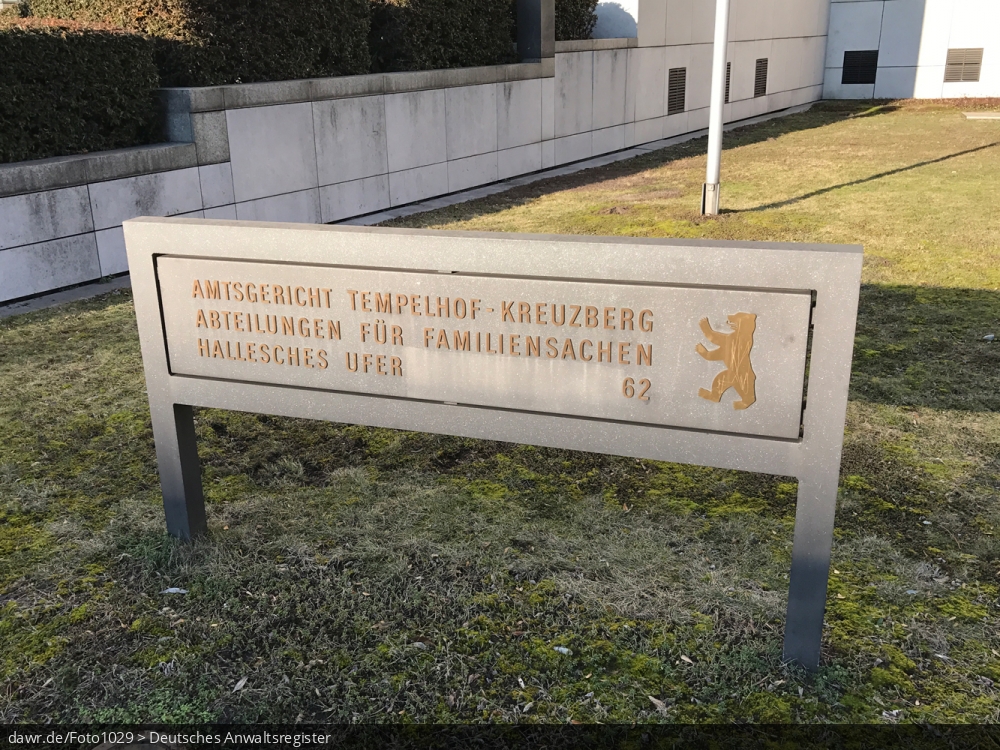 AMTSGERICHT TEMPELHOF-KREUZBERG
ABTEILUNGEN FÜR FAMILIENSACHEN
HALLESCHES UFER 62
dawr.de/Foto1029 > Deutsches Anwaltsregister